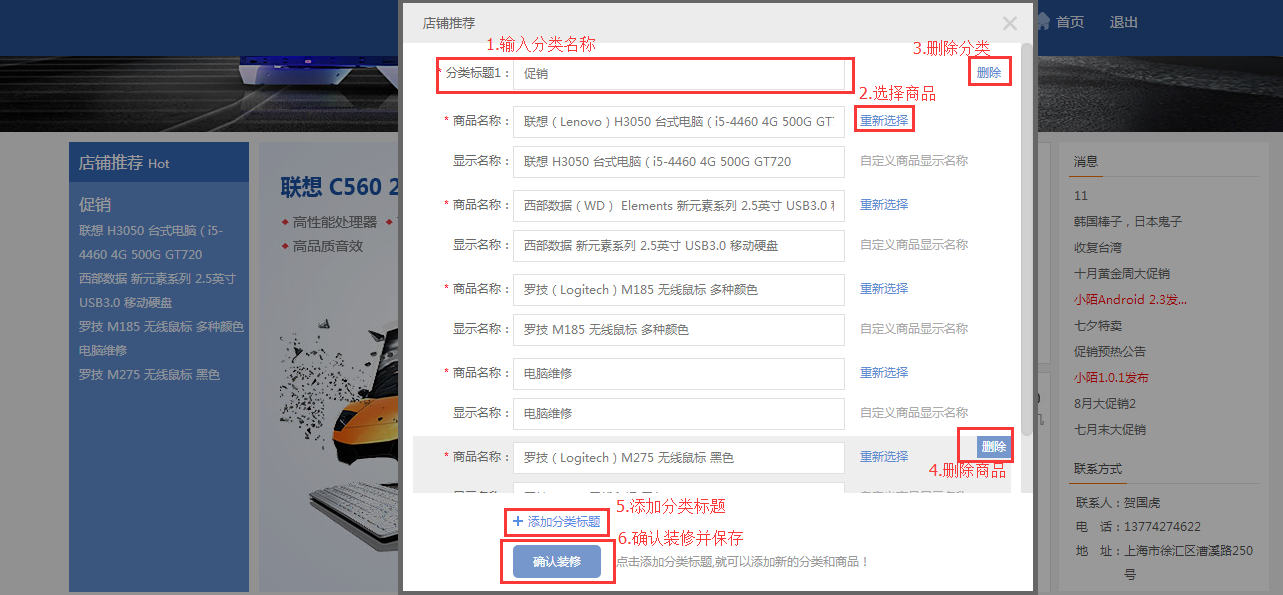 首页
退出
店铺推荐 Hot
促销
联想 H3050 台式电脑 ( i5-
4460 4G 500G GT720
西部数据 新元素系列 2.5英寸
USB3.0 移动硬盘
罗技 M185 无线鼠标 多种颜色
电脑维修
罗技 M275 无线鼠标 黑色
联想 C560 2
高性能处理器
高品质音效
店铺推荐
1.输入分类名称
3.删除分类
* 分类标题1： 促销 删除
2.选择商品
* 商品名称： 联想 ( Lenovo ) H3050 台式电脑 ( i5-4460 4G 500G GT 重新选择
显示名称： 联想 H3050 台式电脑 ( i5-4460 4G 500G GT720 自定义商品显示名称
* 商品名称： 西部数据 ( WD ) Elements 新元素系列 2.5英寸 USB3.0 重新选择
显示名称： 西部数据 新元素系列 2.5英寸 USB3.0 移动硬盘 自定义商品显示名称
* 商品名称： 罗技 ( Logitech ) M185 无线鼠标 多种颜色 重新选择
显示名称： 罗技 M185 无线鼠标 多种颜色 自定义商品显示名称
* 商品名称： 电脑维修 重新选择
显示名称： 电脑维修 自定义商品显示名称
* 商品名称： 罗技 ( Logitech ) M275 无线鼠标 黑色 重新选择 删除
4.删除商品
5.添加分类标题
+ 添加分类标题
6.确认装修并保存
确认装修 点击添加分类标题,就可以添加新的分类和商品！
消息
11
韩国棒子，日本鬼子
收复台湾
十月黄金周大促销
小陌Android 2.3发...
七夕特卖
促销预热公告
小陌1.0.1发布
8月大促销2
七月末大促销
联系方式
联系人：贺国虎
电 话：13774274622
地 址：上海市徐汇区漕溪路250
号